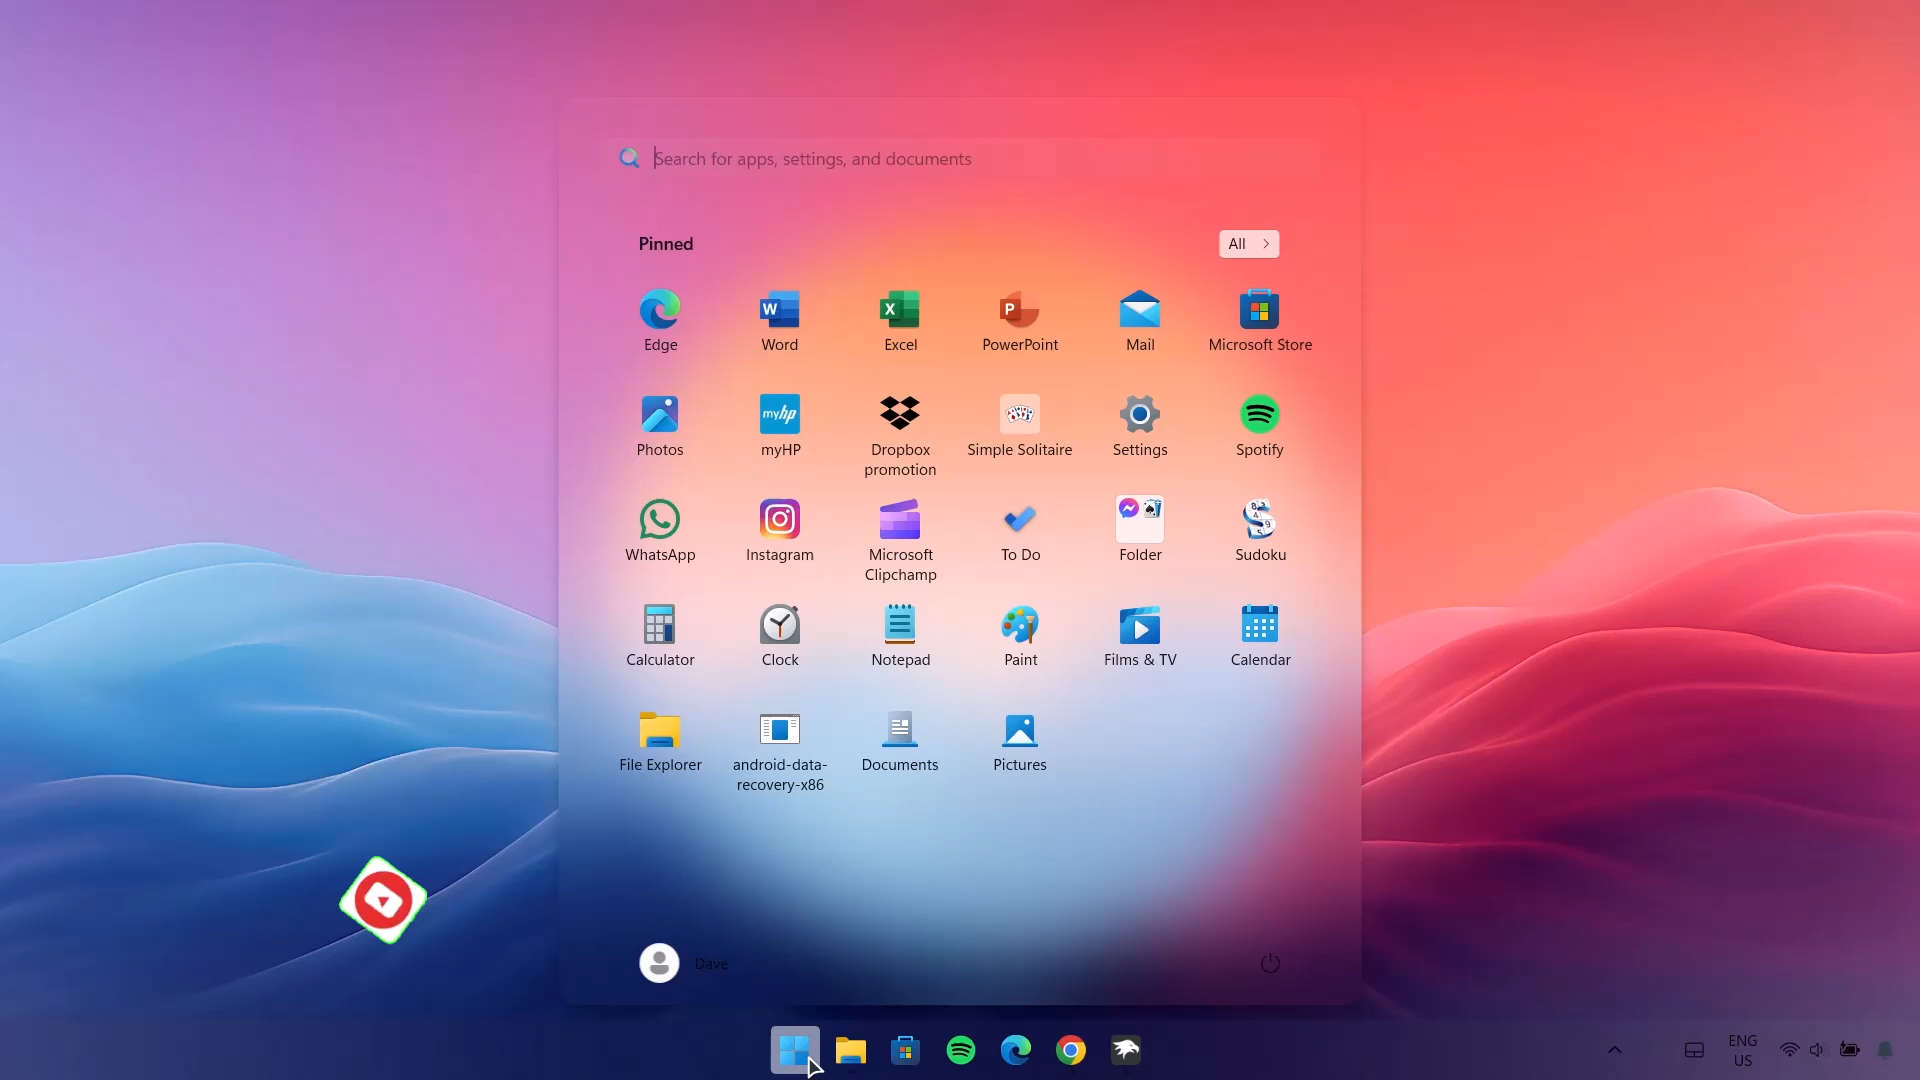 Search for apps, settings, and documents
Pinned
All
Edge
Word
Excel
PowerPoint
Mail
Microsoft Store
Photos
myHP
Dropbox
promotion
Simple Solitaire
Settings
Spotify
WhatsApp
Instagram
Microsoft
Clipchamp
To Do
Folder
Sudoku
Calculator
Clock
Notepad
Paint
Films & TV
Calendar
File Explorer
android-data-
recovery-x86
Documents
Pictures
Dave
ENG
US